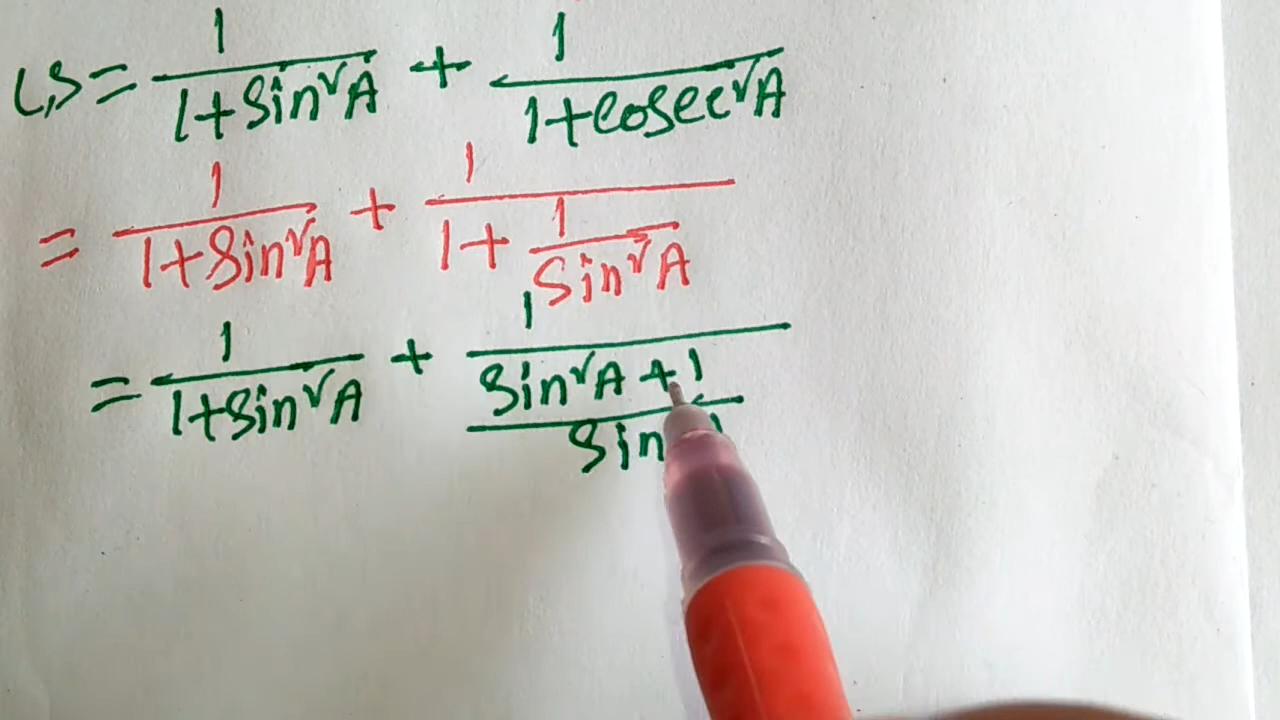 L.S = 1/(1+Sin²A) + 1/(1+cosec²A)
= 1/(1+Sin²A) + 1/(1+1/Sin²A)
= 1/(1+Sin²A) + 1/((Sin²A+1)/Sin